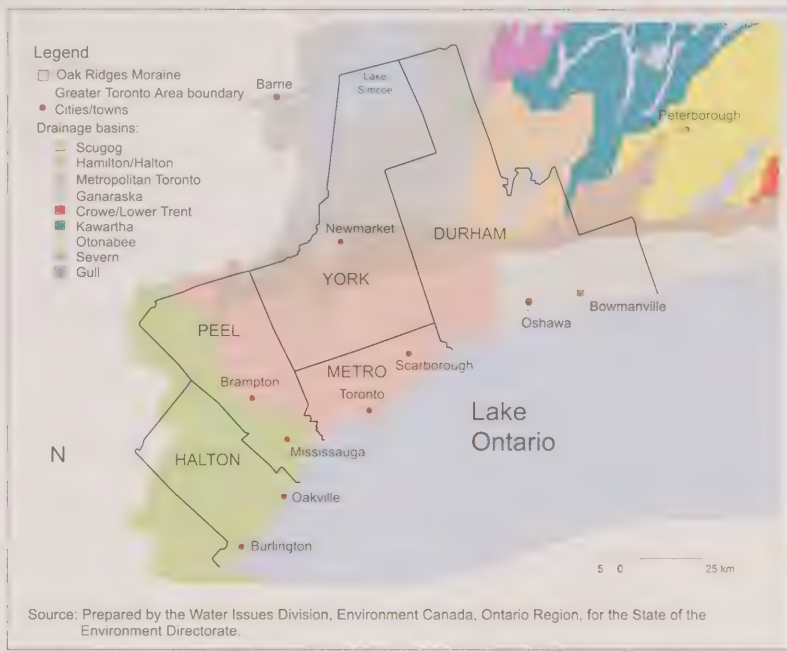 Legend
Oak Ridges Moraine
Greater Toronto Area boundary
Cities/towns
Drainage basins:
Scugog
Hamilton/Halton
Metropolitan Toronto
Ganaraska
Crowe/Lower Trent
Kawartha
Otonabee
Severn
Gull
Barrie
Lake
Simcoe
Peterborough
Newmarket
DURHAM
YORK
Bowmanville
Oshawa
PEEL
Scarborough
METRO
Brampton
Toronto
Lake
Ontario
N
HALTON
Mississauga
Oakville
Burlington
5 0 25 km
Source: Prepared by the Water Issues Division, Environment Canada, Ontario Region, for the State of the
Environment Directorate.